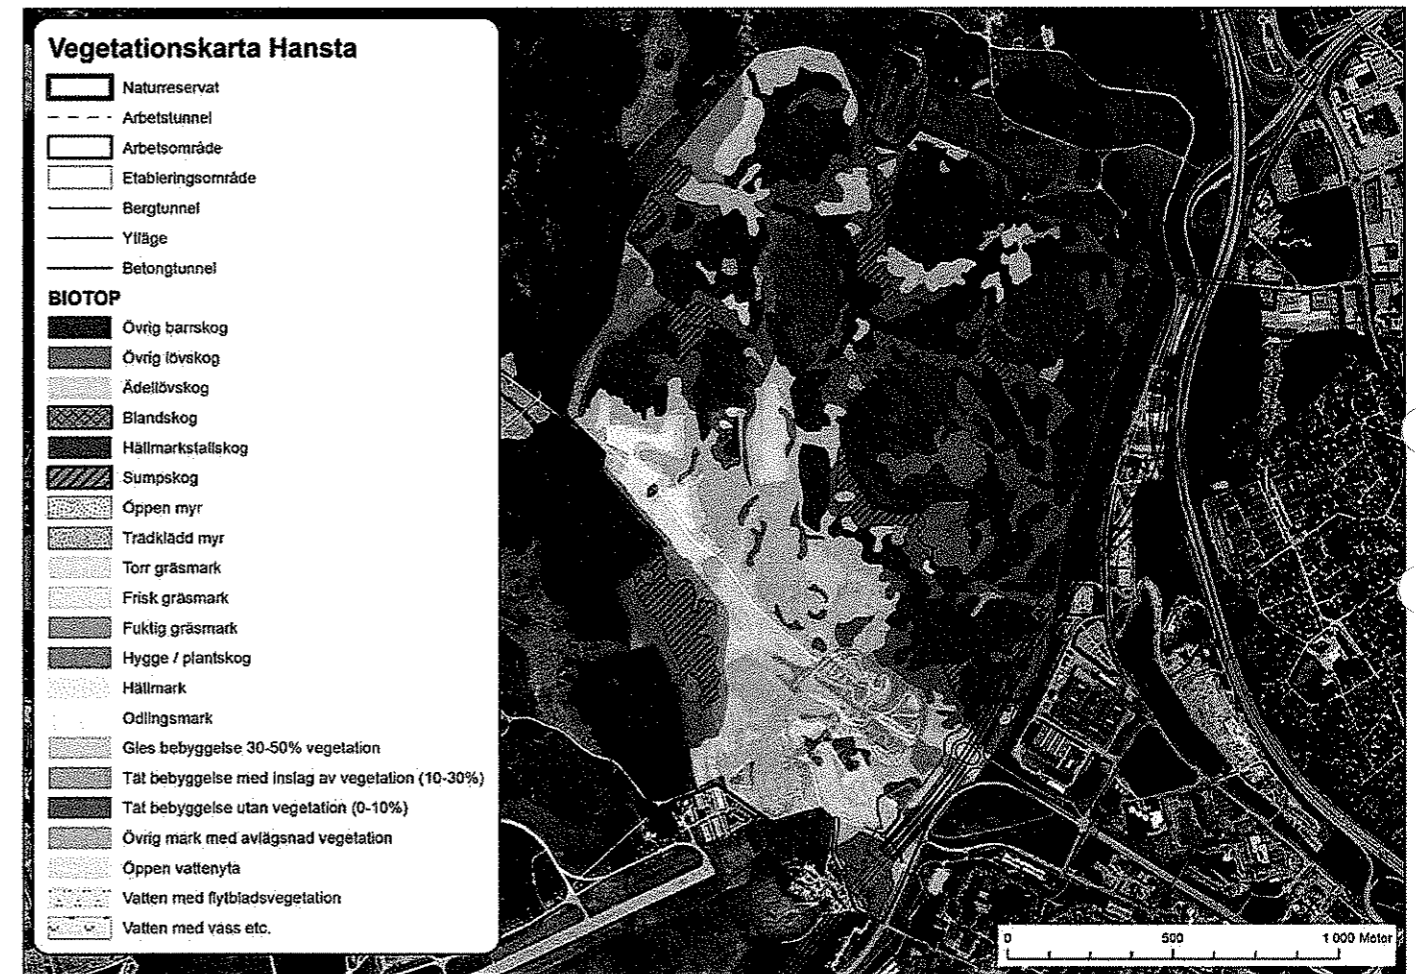 Vegetationskarta Hansta
Naturreservat
Arbetstunnel
Arbetsområde
Etableringsområde
Bergtunnel
Ytläge
Betongtunnel
BIOTOP
Övrig barrskog
Övrig lövskog
Ädellövskog
Blandskog
Hällmarkstallskog
Sumpskog
Öppen myr
Trädklädd myr
Torr gräsmark
Frisk gräsmark
Fuktig gräsmark
Hygge / plantskog
Hällmark
Odlingsmark
Gles bebyggelse 30-50% vegetation
Tät bebyggelse med inslag av vegetation (10-30%)
Tät bebyggelse utan vegetation (0-10%)
Övrig mark med avlägsnad vegetation
Öppen vattenyta
Vatten med flytbladsvegetation
Vatten med vass etc.
0 500 1 000 Meter